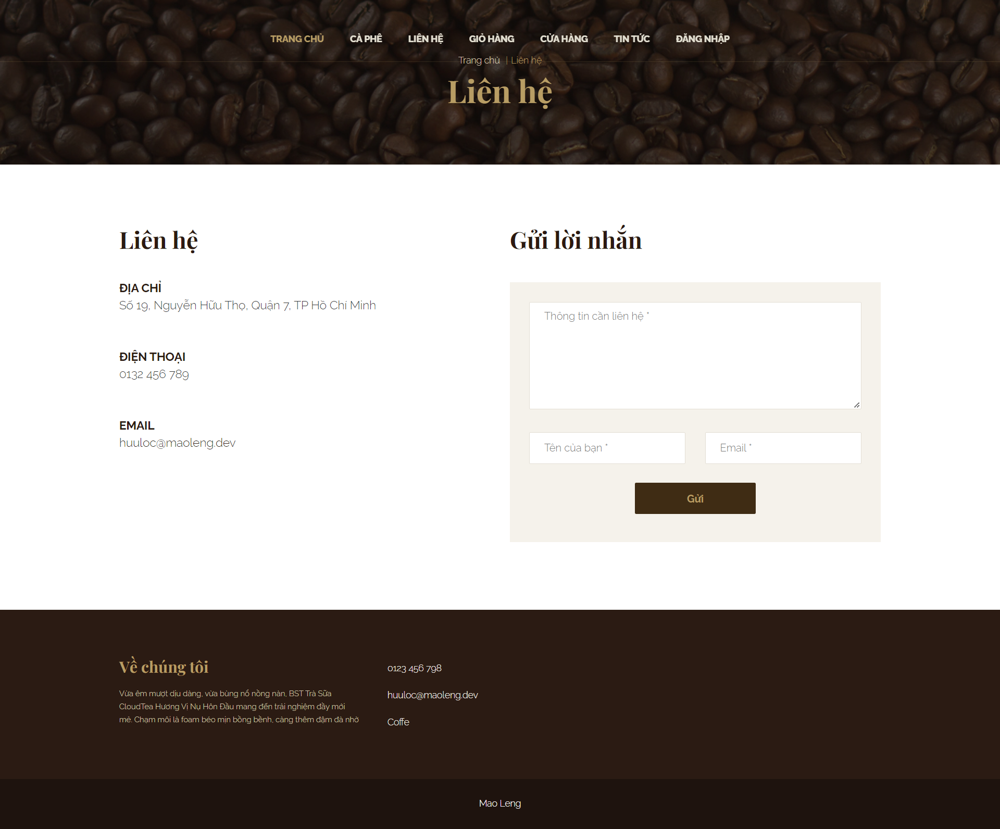 TRANG CHỦ CÀ PHÊ LIÊN HỆ GIỎ HÀNG CỬA HÀNG TIN TỨC ĐĂNG NHẬP
Trang chủ | Liên hệ
Liên hệ
Liên hệ
ĐỊA CHỈ
Số 19, Nguyễn Hữu Thọ, Quận 7, TP Hồ Chí Minh
ĐIỆN THOẠI
0132 456 789
EMAIL
huuloc@maoleng.dev
Gửi lời nhắn
Thông tin cần liên hệ *
Tên của bạn * Email *
Gửi
Về chúng tôi
Vừa êm mượt dịu dàng, vừa bùng nổ nồng nàn, BST Trà Sữa
CloudTea Hương Vị Nụ Hôn Đầu mang đến trải nghiệm đầy mới
mẻ. Chạm môi là foam béo mịn bồng bềnh, càng thêm đậm đà nhờ
0123 456 798
huuloc@maoleng.dev
Coffe
Mao Leng